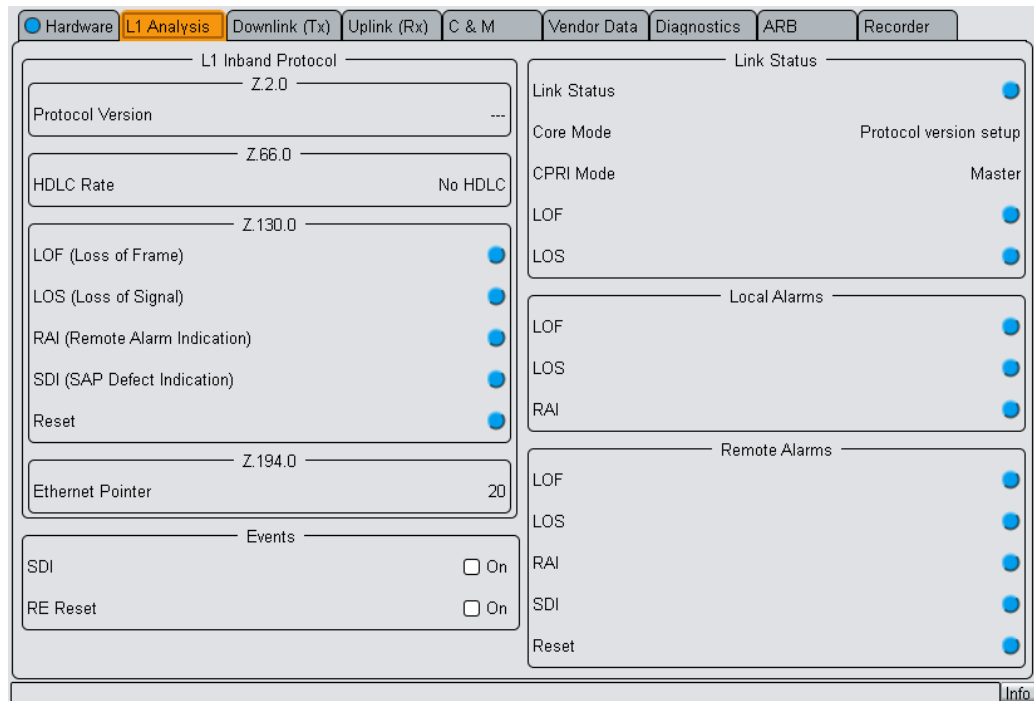 Hardware L1 Analysis Downlink (Tx) Uplink (Rx) C & M Vendor Data Diagnostics ARB Recorder
L1 Inband Protocol
Z.2.0
Protocol Version ---
Z.66.0
HDLC Rate No HDLC
Z.130.0
LOF (Loss of Frame)
LOS (Loss of Signal)
RAI (Remote Alarm Indication)
SDI (SAP Defect Indication)
Reset
Z.194.0
Ethernet Pointer 20
Events
SDI On
RE Reset On
Link Status
Link Status
Core Mode Protocol version setup
CPRI Mode Master
LOF
LOS
Local Alarms
LOF
LOS
RAI
Remote Alarms
LOF
LOS
RAI
SDI
Reset
Info